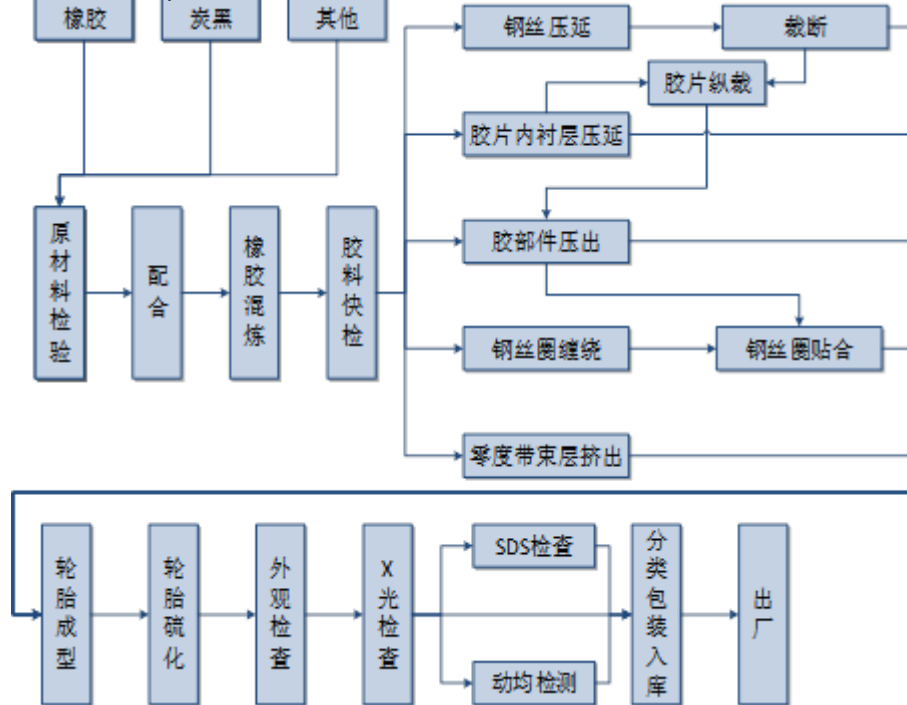 橡胶
炭黑
其他
钢丝压延
裁断
胶片纵裁
胶片内衬层压延
原材料检验
配合
橡胶混炼
胶料快检
胶部件压出
钢丝圈缠绕
钢丝圈贴合
零度带束层挤出
轮胎成型
轮胎硫化
外观检查
X光检查
SDS检查
动均检测
分类包装入库
出厂